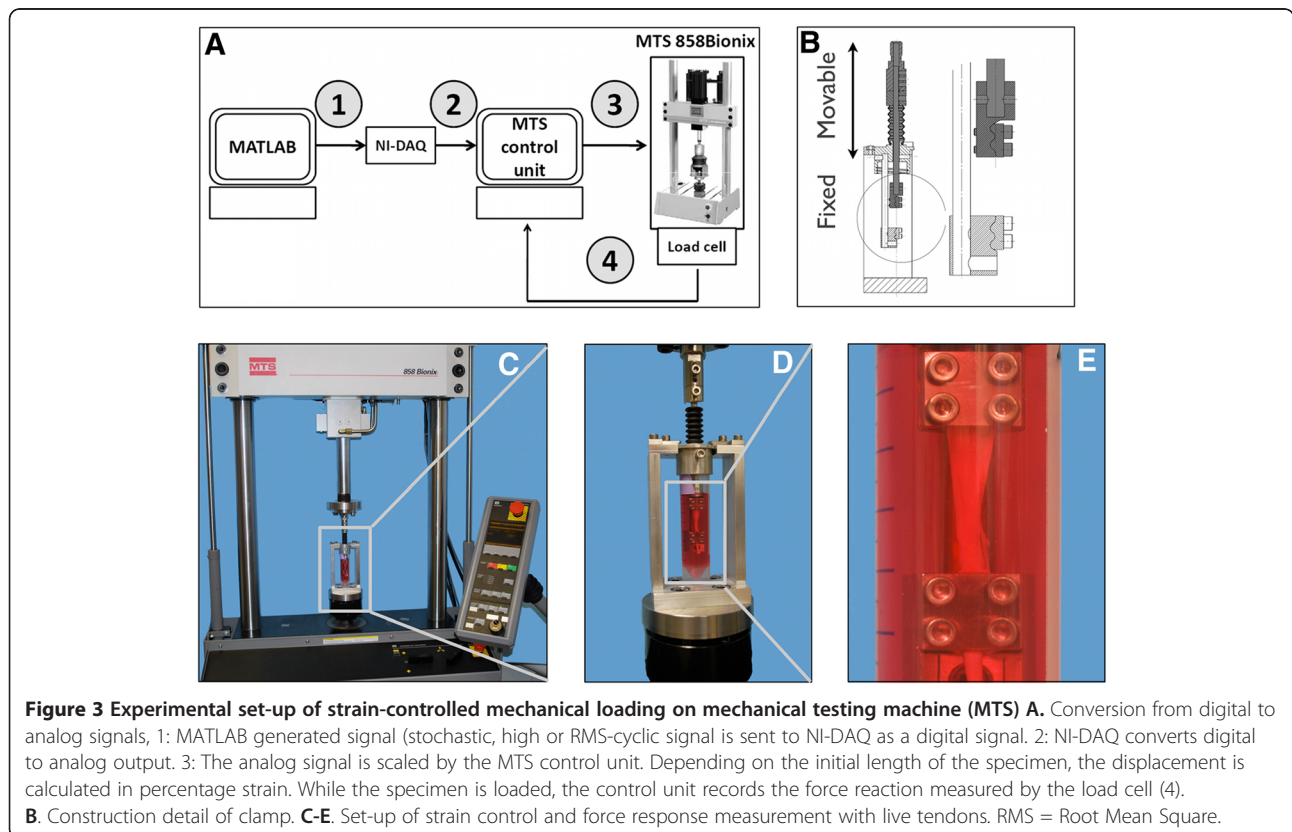 A
MTS 858Bionix
B
1
2
3
MATLAB
NI-DAQ
MTS
control
unit
Load cell
4
Movable
Fixed
C
MTS
858 Bionix
D
E
Figure 3 Experimental set-up of strain-controlled mechanical loading on mechanical testing machine (MTS) A. Conversion from digital to
analog signals, 1: MATLAB generated signal (stochastic, high or RMS-cyclic signal is sent to NI-DAQ as a digital signal. 2: NI-DAQ converts digital
to analog output. 3: The analog signal is scaled by the MTS control unit. Depending on the initial length of the specimen, the displacement is
calculated in percentage strain. While the specimen is loaded, the control unit records the force reaction measured by the load cell (4).
B. Construction detail of clamp. C-E. Set-up of strain control and force response measurement with live tendons. RMS = Root Mean Square.